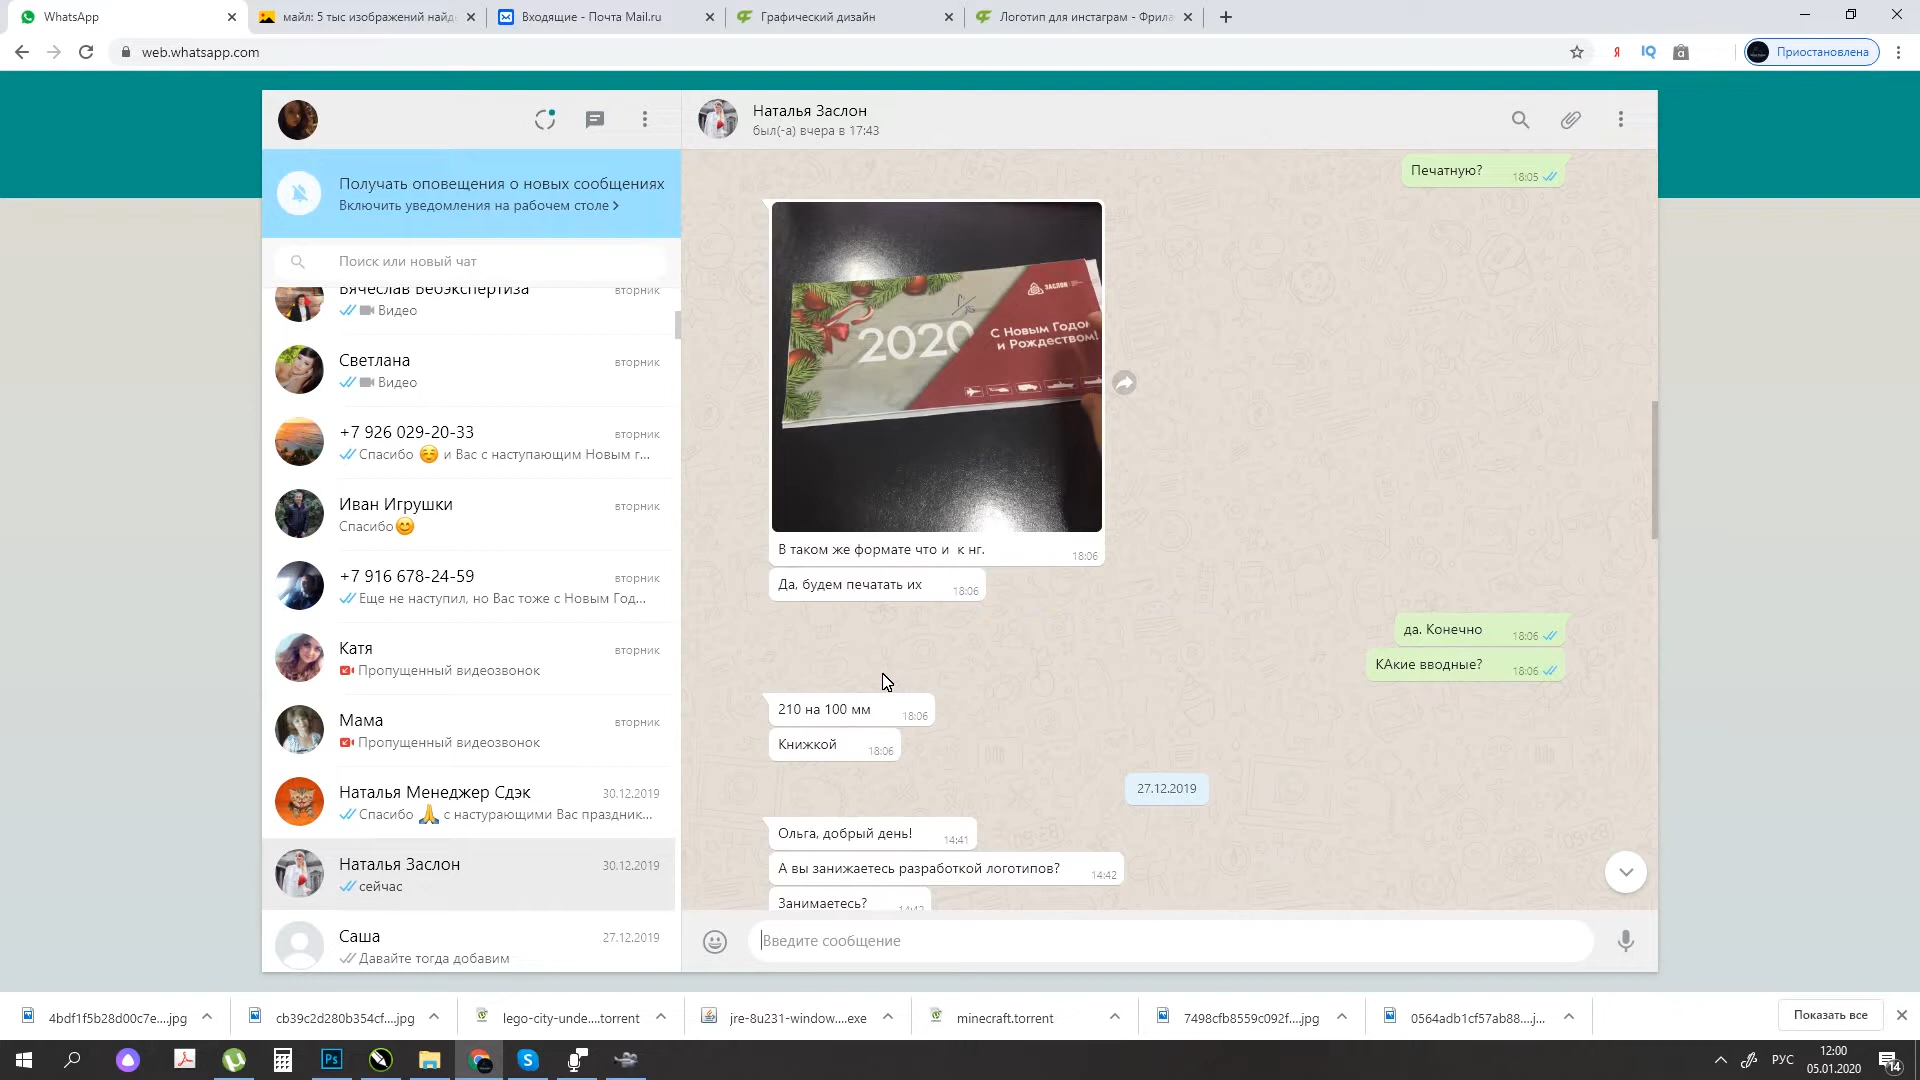 WhatsApp
майл: 5 тыс изображений найд
Входящие - Почта Mail.ru
Графический дизайн
Логотип для инстаграм - Фрила
web.whatsapp.com
Приостановлена
Получать оповещения о новых сообщениях
Включить уведомления на рабочем столе >
Поиск или новый чат
Вячеслав Вебэкспертиза
вторник
Видео
Светлана
вторник
Видео
+7 926 029-20-33
вторник
Спасибо ☺️ и Вас с наступающим Новым г...
Иван Игрушки
вторник
Спасибо😊
+7 916 678-24-59
вторник
Еще не наступил, но Вас тоже с Новым Год...
Катя
вторник
Пропущенный видеозвонок
Мама
вторник
Пропущенный видеозвонок
Наталья Менеджер Сдэк
30.12.2019
Спасибо 🙏 с настурающими Вас праздник...
Наталья Заслон
30.12.2019
сейчас
Саша
27.12.2019
Давайте тогда добавим
Наталья Заслон
был(-а) вчера в 17:43
Печатную?
18:05
ЗАСЛОН
2020
С Новым Годо
и Рождеством!
В таком же формате что и к нг.
18:06
Да, будем печатать их
18:06
да. Конечно
18:06
КАкие вводные?
18:06
210 на 100 мм
18:06
Книжкой
18:06
27.12.2019
Ольга, добрый день!
14:41
А вы занижаетесь разработкой логотипов?
14:42
Занимаетесь?
14:42
Введите сообщение
4bdf1f5b28d00c7e....jpg
cb39c2d280b354cf....jpg
lego-city-unde....torrent
jre-8u231-window....exe
minecraft.torrent
7498cfb8559c092f....jpg
0564adb1cf57ab88....j...
Показать все
РУС
12:00
05.01.2020
14